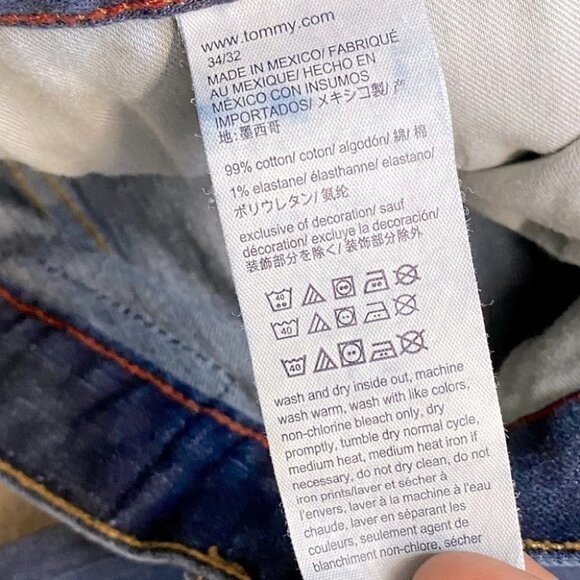 www.tommy.com
34/32
MADE IN MEXICO/ FABRIQUÉ
AU MEXIQUE/ HECHO EN
MÉXICO CON INSUMOS
IMPORTADOS/ メキシコ製/ 产
地:墨西哥
99% cotton/ coton/ algodón/ 綿/ 棉
1% elastane/ élasthanne/ elastano/
ポリウレタン/ 氨纶
exclusive of decoration/ sauf
décoration/ excluye la decoración/
装飾部分を除く/ 装饰部分除外
40
40
40
wash and dry inside out, machine
wash warm, wash with like colors,
non-chlorine bleach only, dry
promptly, tumble dry normal cycle,
medium heat, medium heat iron if
necessary, do not dry clean, do not
iron prints/laver et sécher à
l'envers, laver à la machine à l'eau
chaude, laver en séparant les
couleurs, seulement agent de
blanchiment non-chlore, sécher